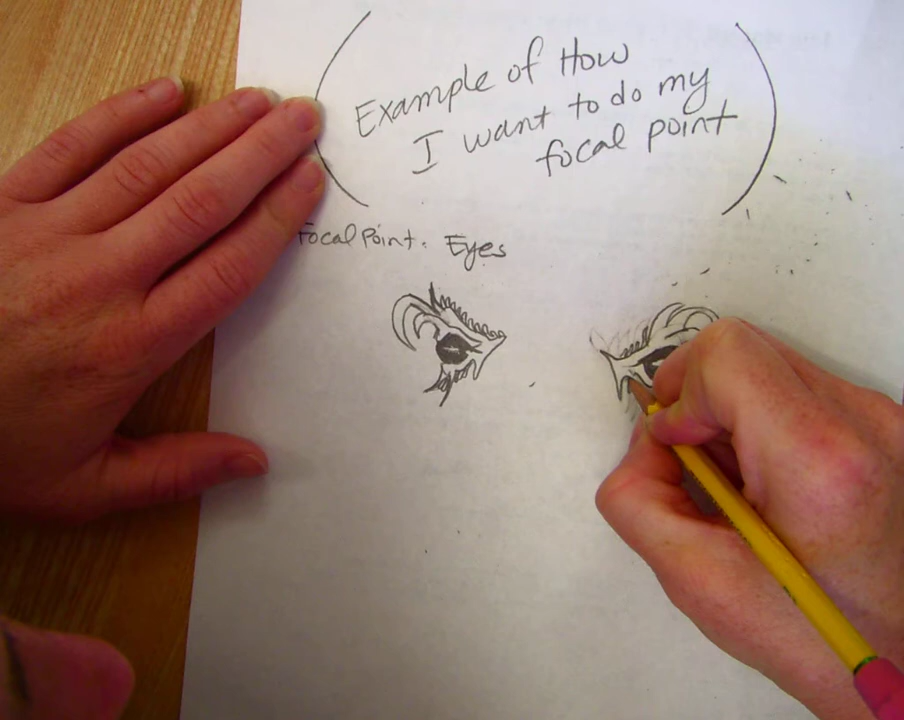 Example of How
I want to do my
focal point
Focal Point. Eyes